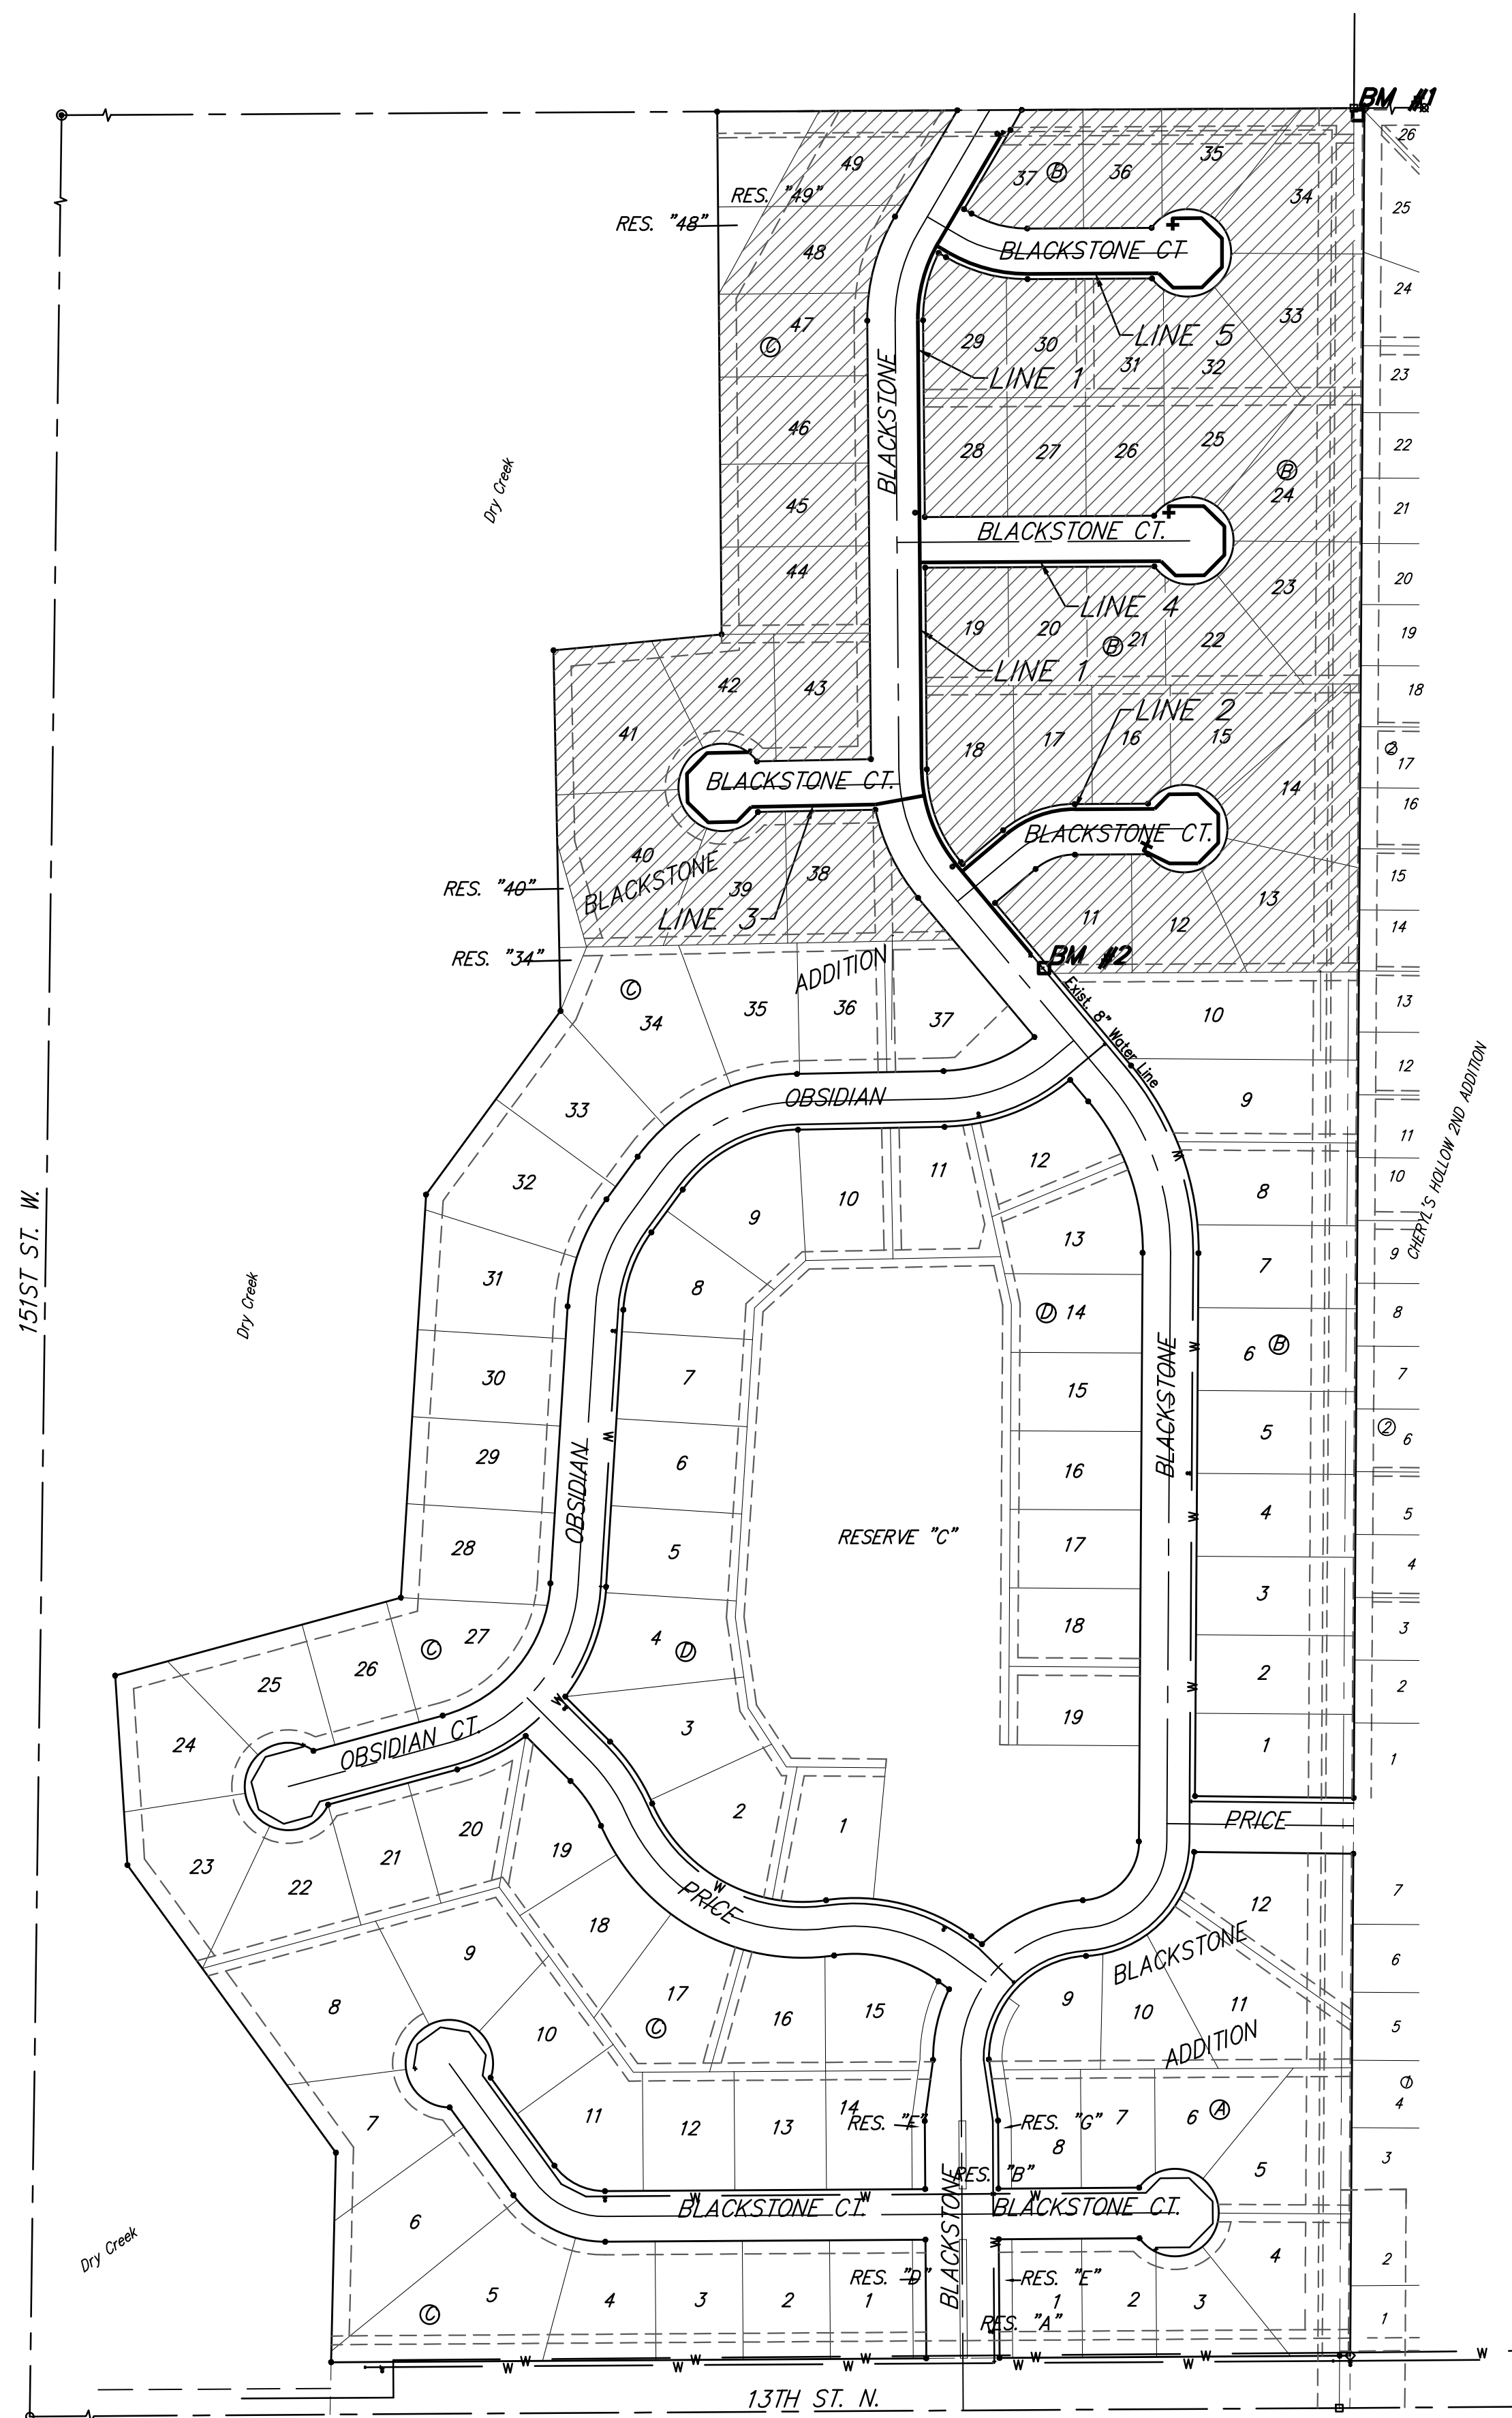 BM #1
26
49
37
B
36
35
25
RES. "49"
34
RES. "48"
48
BLACKSTONE CT
24
47
33
C
29
30
LINE 5
31
32
23
LINE 1
BLACKSTONE
46
28
27
26
25
22
Dry Creek
B
24
45
21
BLACKSTONE CT.
44
23
20
LINE 4
19
20
B
21
22
19
LINE 1
42
43
18
LINE 2
41
18
17
16
15
2
17
BLACKSTONE CT.
14
16
BLACKSTONE CT.
40
BLACKSTONE
39
38
15
RES. "40"
13
LINE 3
11
12
14
RES. "34"
ADDITION
BM #2
C
34
35
36
37
Exist. 8" Water Line
10
13
12
OBSIDIAN
33
9
CHERYL'S HOLLOW 2ND ADDITION
11
32
10
11
12
8
10
9
151ST ST. W.
13
7
9
31
8
Dry Creek
D
14
8
BLACKSTONE
6
B
30
7
15
7
29
6
16
5
2
6
OBSIDIAN
4
5
28
5
RESERVE "C"
17
4
3
27
4
D
18
3
C
26
2
25
2
24
3
19
1
1
OBSIDIAN CT.
2
1
PRICE
20
19
21
23
22
PRICE
12
7
18
BLACKSTONE
9
6
17
9
10
11
8
16
15
10
C
ADDITION
5
1
4
7
11
12
13
14
RES. "F"
RES. "G"
7
6
A
8
3
RES. "B"
5
BLACKSTONE
BLACKSTONE CT.
BLACKSTONE CT.
6
Dry Creek
4
2
RES. "D"
RES. "E"
5
4
3
2
1
1
2
3
C
RES. "A"
1
W
13TH ST. N.